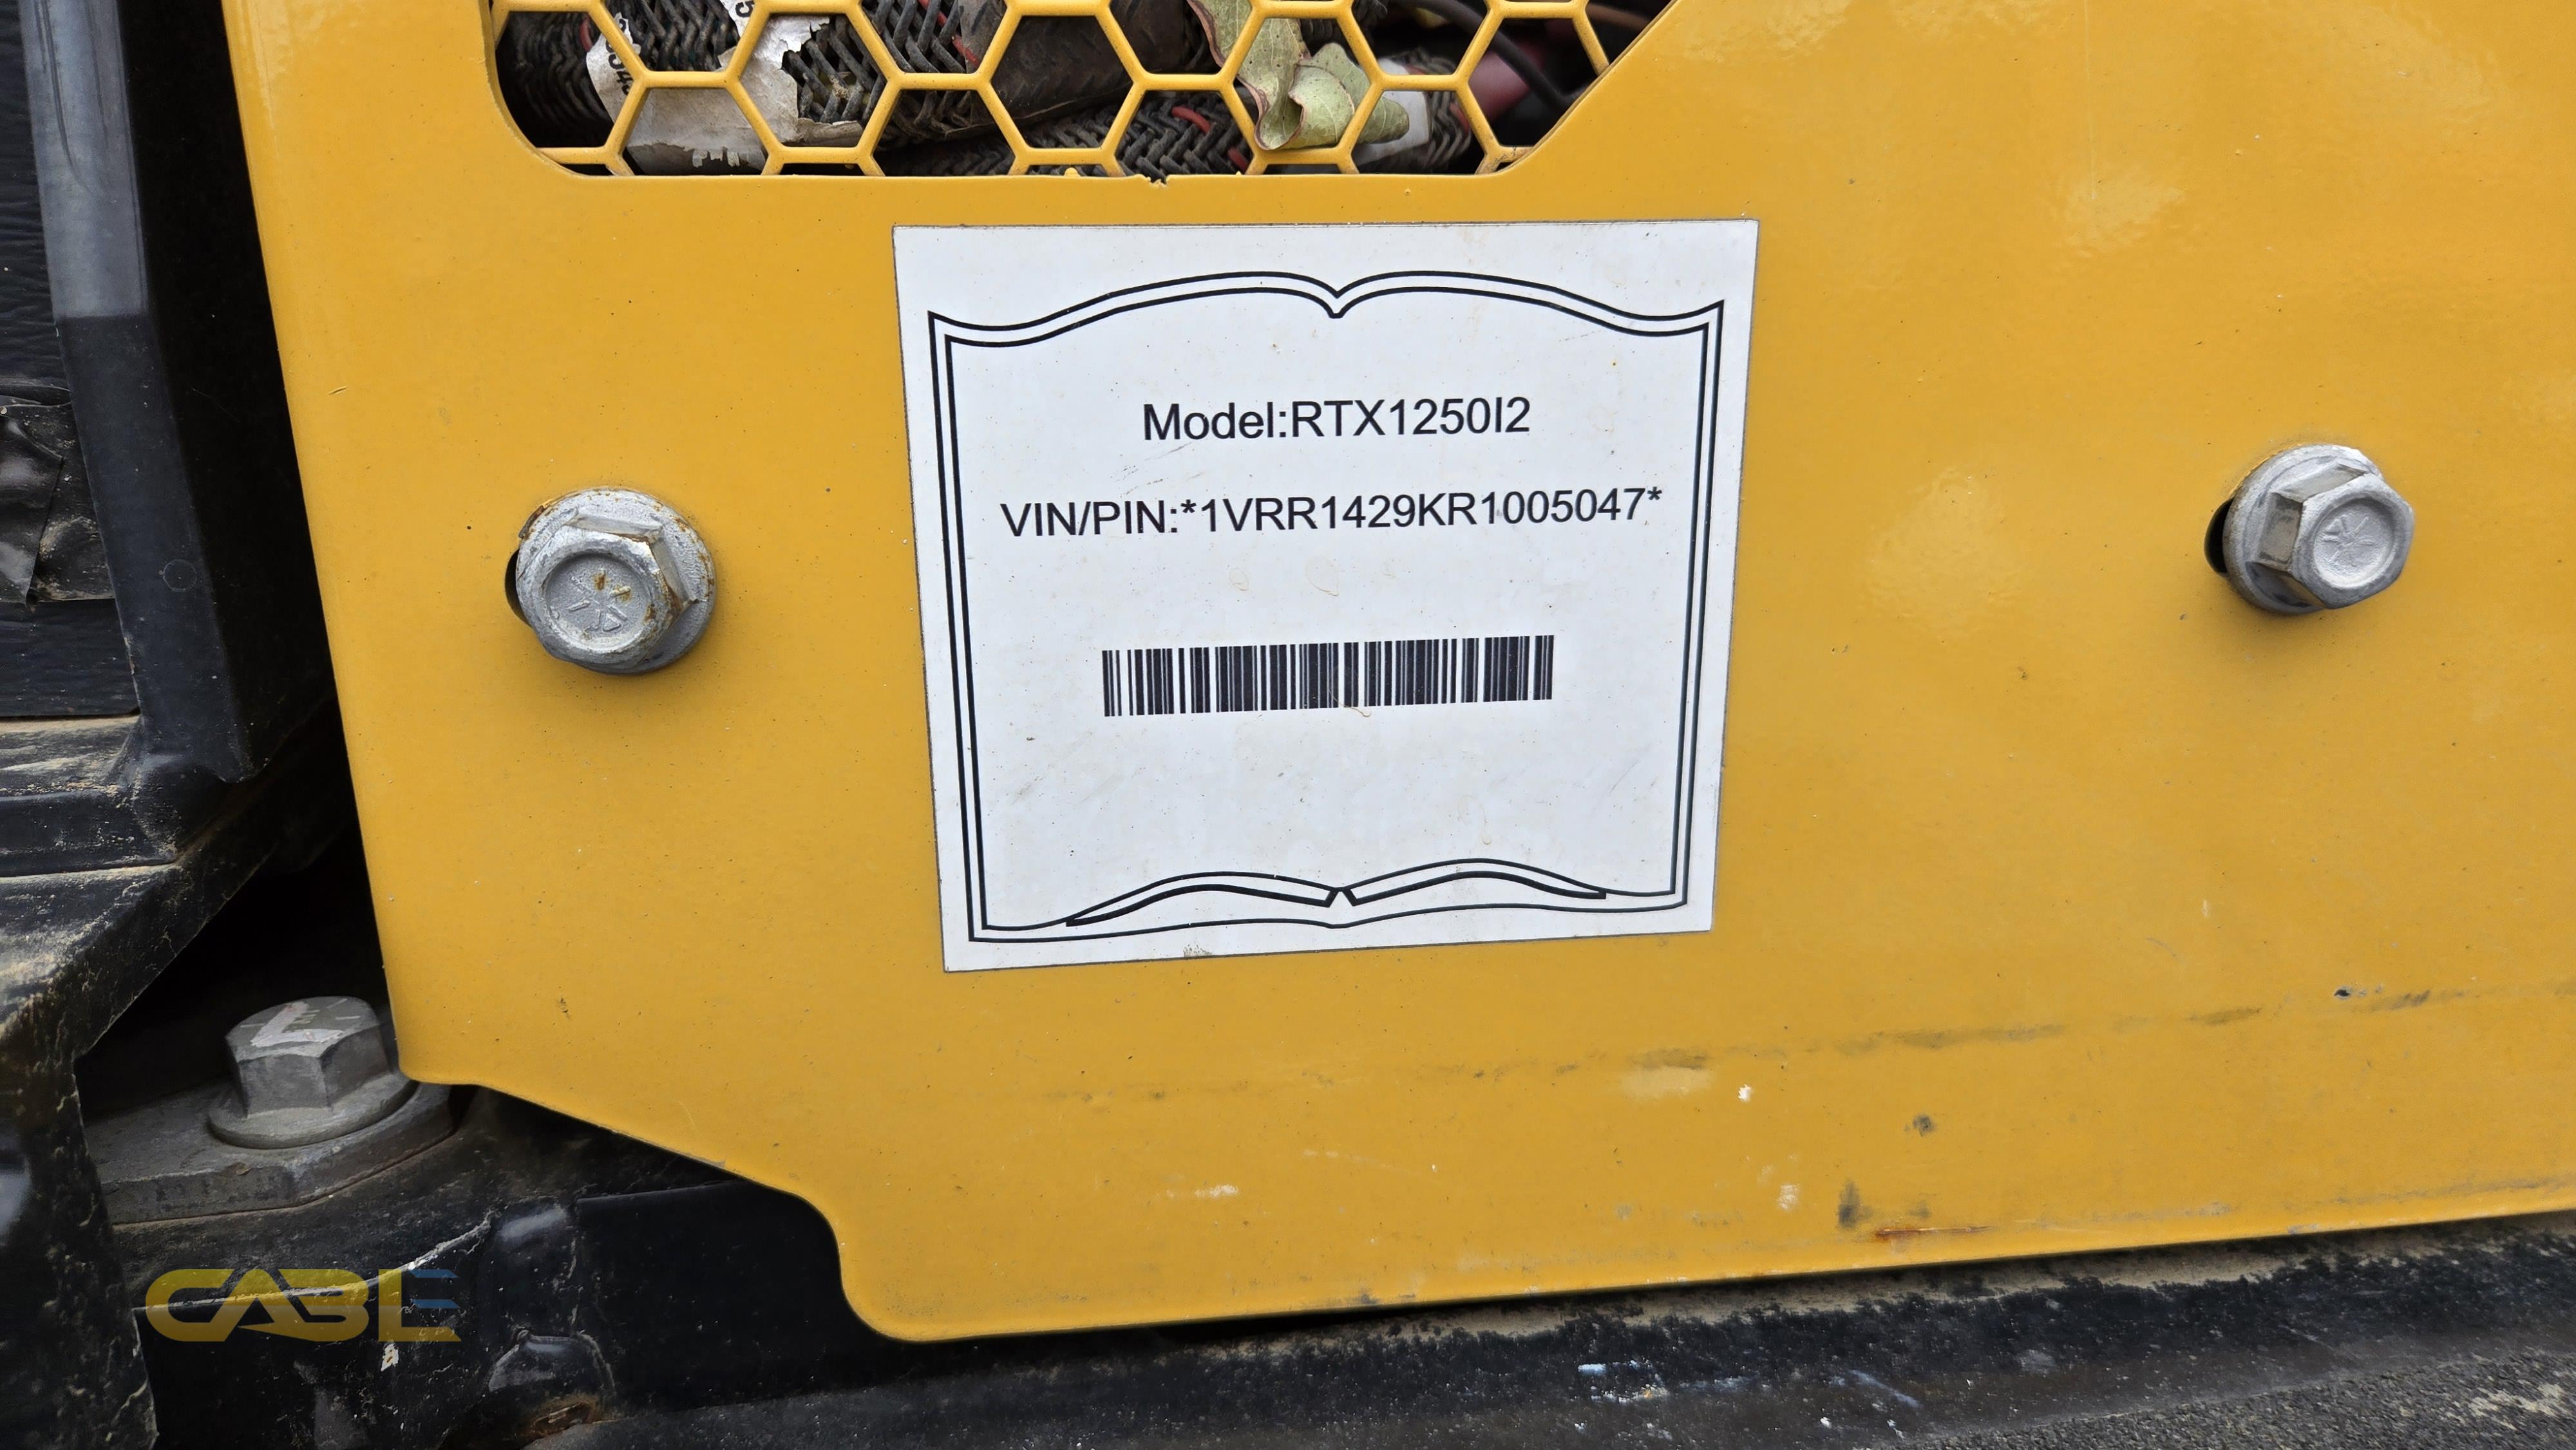 Model:RTX1250I2
VIN/PIN:*1VRR1429KR1005047*
CABLE